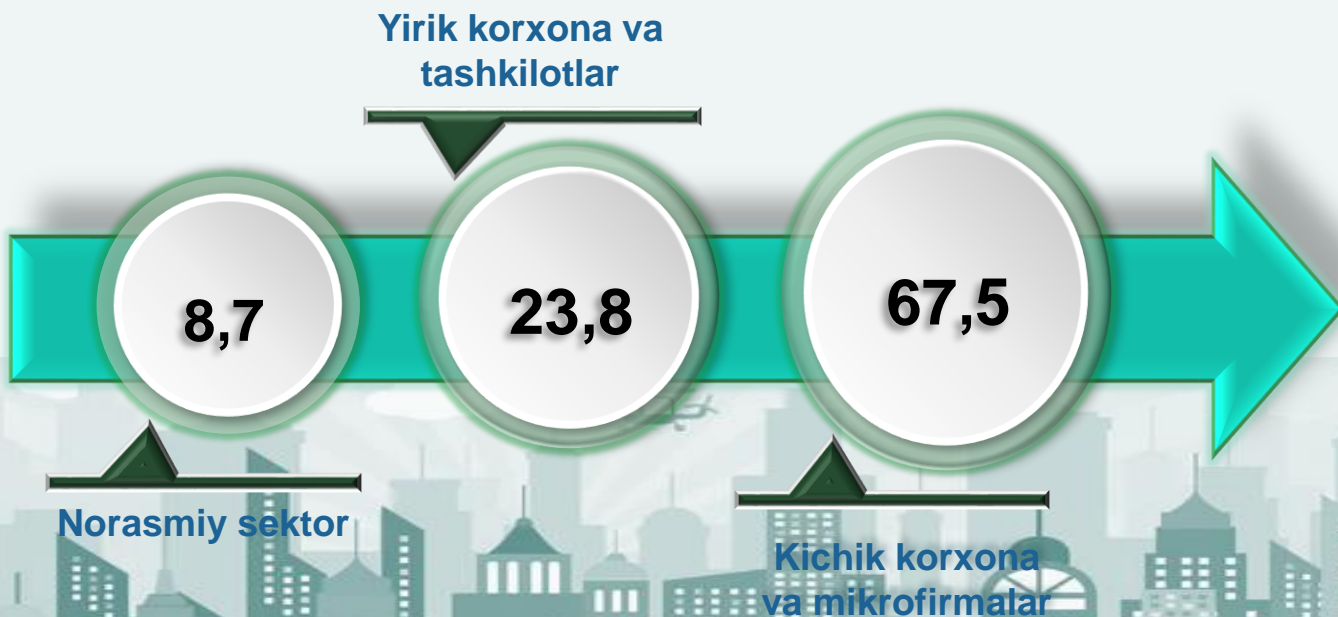 Yirik korxona va
tashkilotlar
8,7
23,8
67,5
Norasmiy sektor
Kichik korxona
va mikrofirmalar